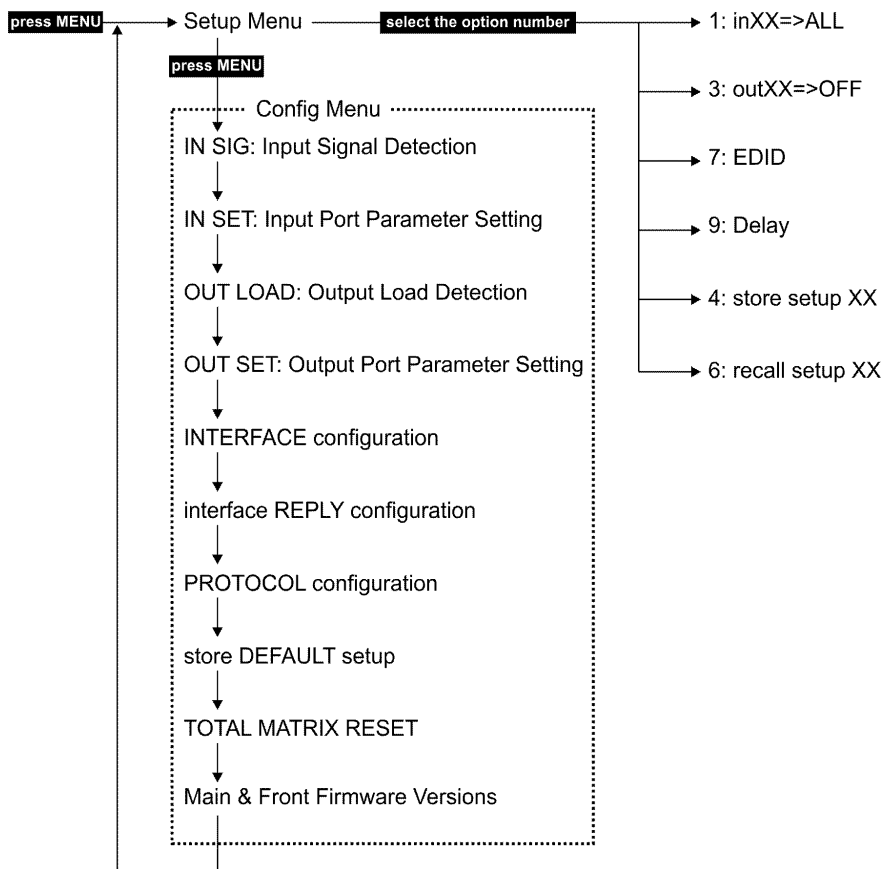 press MENU
Setup Menu
select the option number
1: inXX=>ALL
press MENU
3: outXX=>OFF
Config Menu
IN SIG: Input Signal Detection
7: EDID
IN SET: Input Port Parameter Setting
9: Delay
OUT LOAD: Output Load Detection
4: store setup XX
OUT SET: Output Port Parameter Setting
6: recall setup XX
INTERFACE configuration
interface REPLY configuration
PROTOCOL configuration
store DEFAULT setup
TOTAL MATRIX RESET
Main & Front Firmware Versions